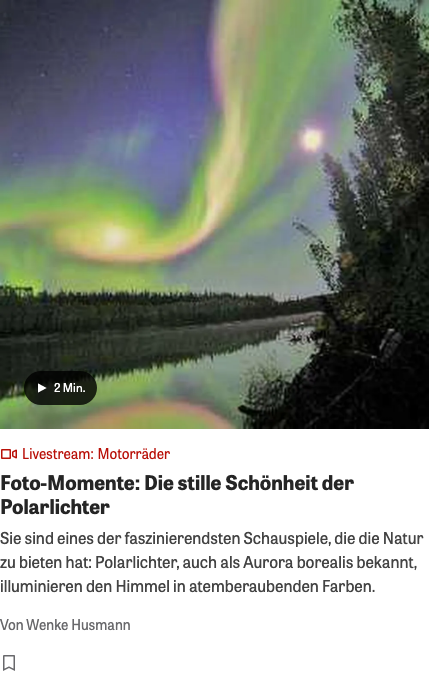 2 Min.
Livestream: Motorräder
Foto-Momente: Die stille Schönheit der
Polarlichter
Sie sind eines der faszinierendsten Schauspiele, die die Natur
zu bieten hat: Polarlichter, auch als Aurora borealis bekannt,
illuminieren den Himmel in atemberaubenden Farben.
Von Wenke Husmann